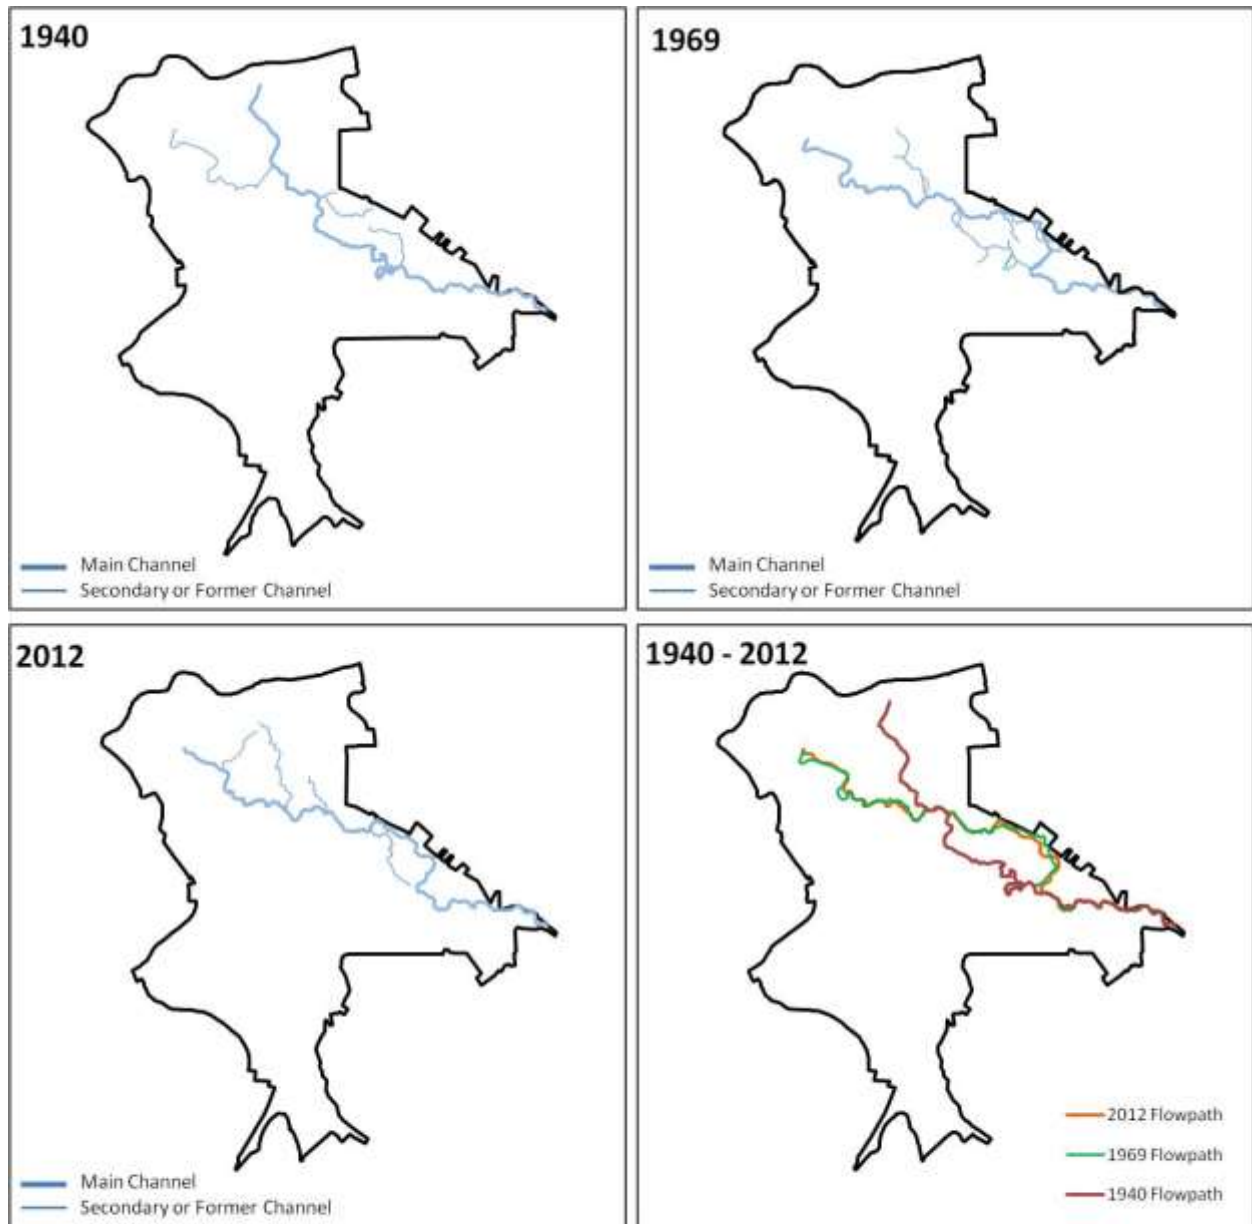 1940
Main Channel
Secondary or Former Channel
1969
Main Channel
Secondary or Former Channel
2012
Main Channel
Secondary or Former Channel
1940 - 2012
2012 Flowpath
1969 Flowpath
1940 Flowpath